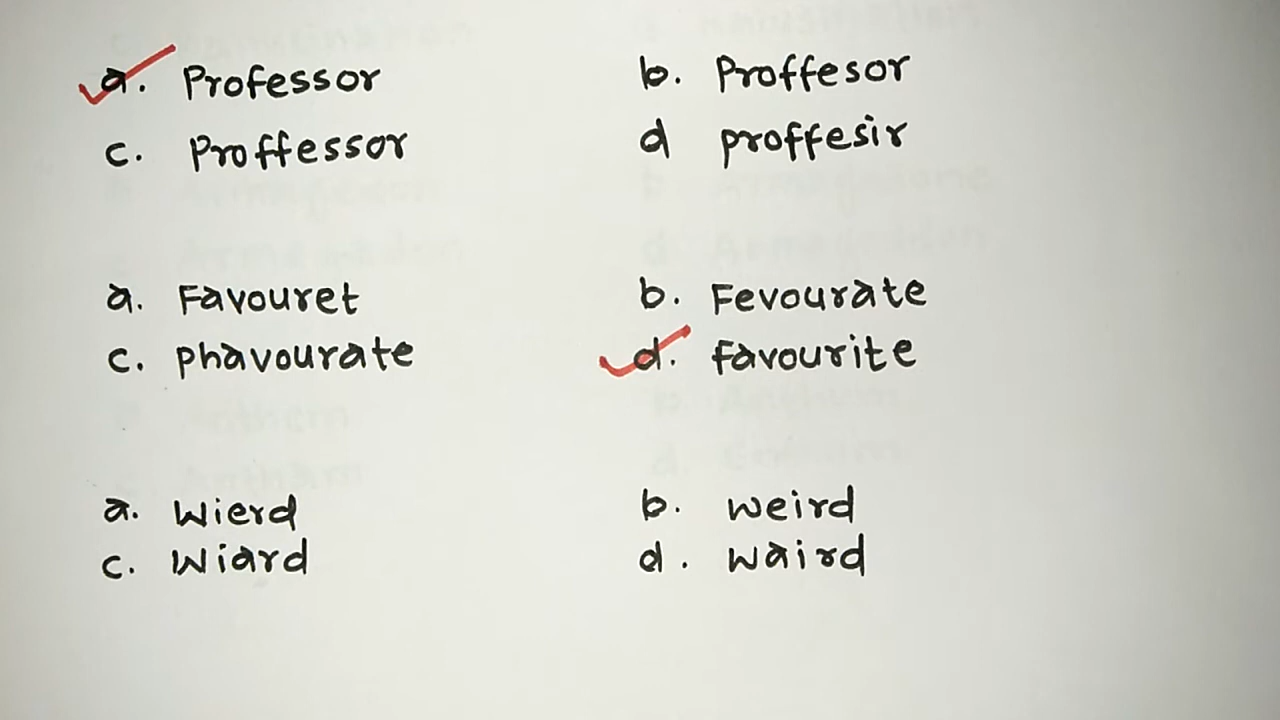 a. Professor b. Proffesor
c. Proffessor d proffesir
a. Favouret b. Fevourate
c. phavourate d. favourite
a. Wierd b. weird
c. Wiard d. waird